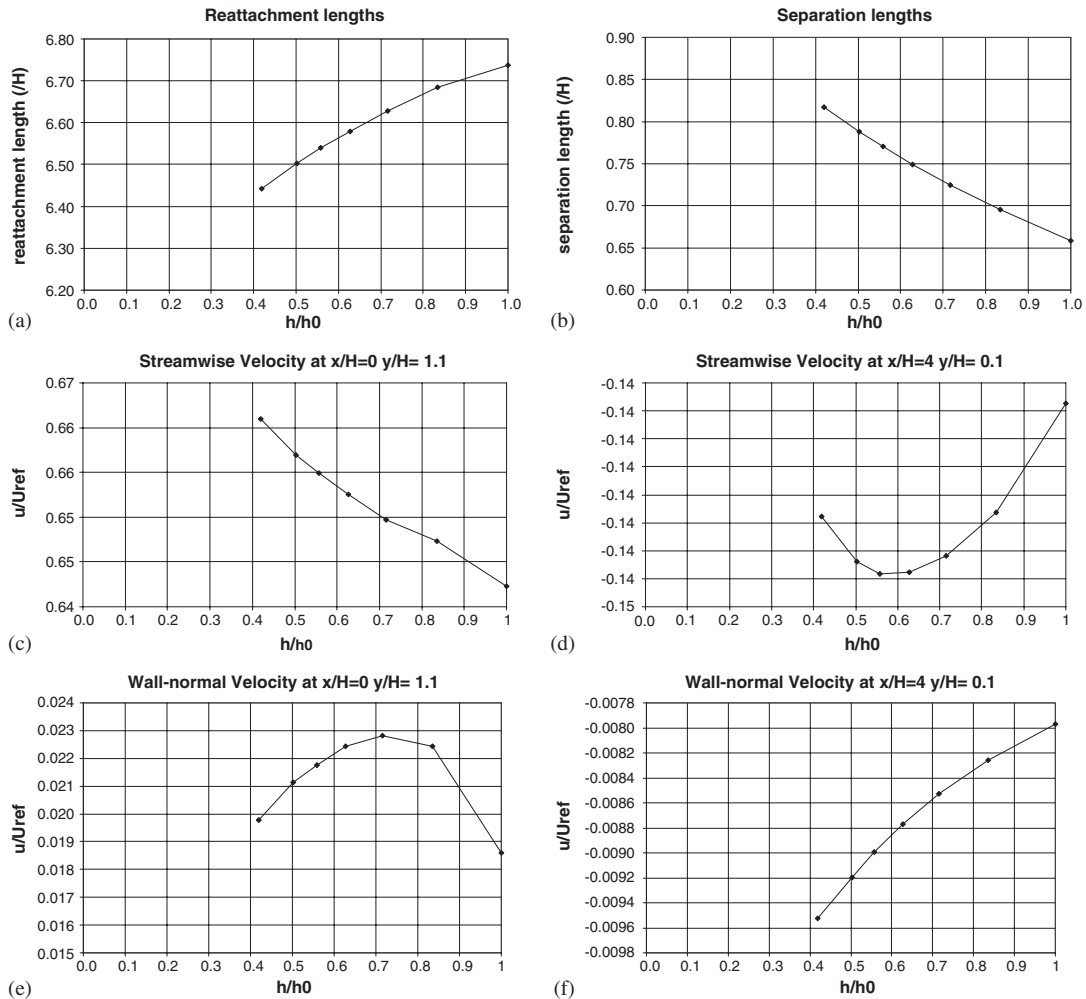 Reattachment lengths
reattachment length (/H)
6.80
6.70
6.60
6.50
6.40
6.30
6.20
0.0 0.1 0.2 0.3 0.4 0.5 0.6 0.7 0.8 0.9 1.0
h/h0
(a)
Separation lengths
separation length (/H)
0.90
0.85
0.80
0.75
0.70
0.65
0.60
0.0 0.1 0.2 0.3 0.4 0.5 0.6 0.7 0.8 0.9 1.0
h/h0
(b)
Streamwise Velocity at x/H=0 y/H= 1.1
u/Uref
0.67
0.66
0.66
0.65
0.65
0.64
0.0 0.1 0.2 0.3 0.4 0.5 0.6 0.7 0.8 0.9 1
h/h0
(c)
Streamwise Velocity at x/H=4 y/H= 0.1
u/Uref
-0.14
-0.14
-0.14
-0.14
-0.14
-0.14
-0.14
-0.15
0.0 0.1 0.2 0.3 0.4 0.5 0.6 0.7 0.8 0.9 1
h/h0
(d)
Wall-normal Velocity at x/H=0 y/H= 1.1
u/Uref
0.024
0.023
0.022
0.021
0.020
0.019
0.018
0.017
0.016
0.015
0.0 0.1 0.2 0.3 0.4 0.5 0.6 0.7 0.8 0.9 1
h/h0
(e)
Wall-normal Velocity at x/H=4 y/H= 0.1
u/Uref
-0.0078
-0.0080
-0.0082
-0.0084
-0.0086
-0.0088
-0.0090
-0.0092
-0.0094
-0.0096
-0.0098
0.0 0.1 0.2 0.3 0.4 0.5 0.6 0.7 0.8 0.9 1
h/h0
(f)